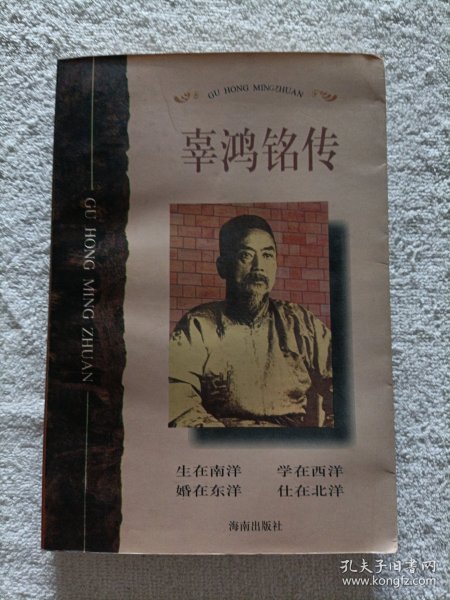 GU HONG MINGZHUAN
辜鸿铭传
GU HONG MING ZHUAN
生在南洋 学在西洋
婚在东洋 仕在北洋
海南出版社
孔夫子旧书网
www.kongfz.com